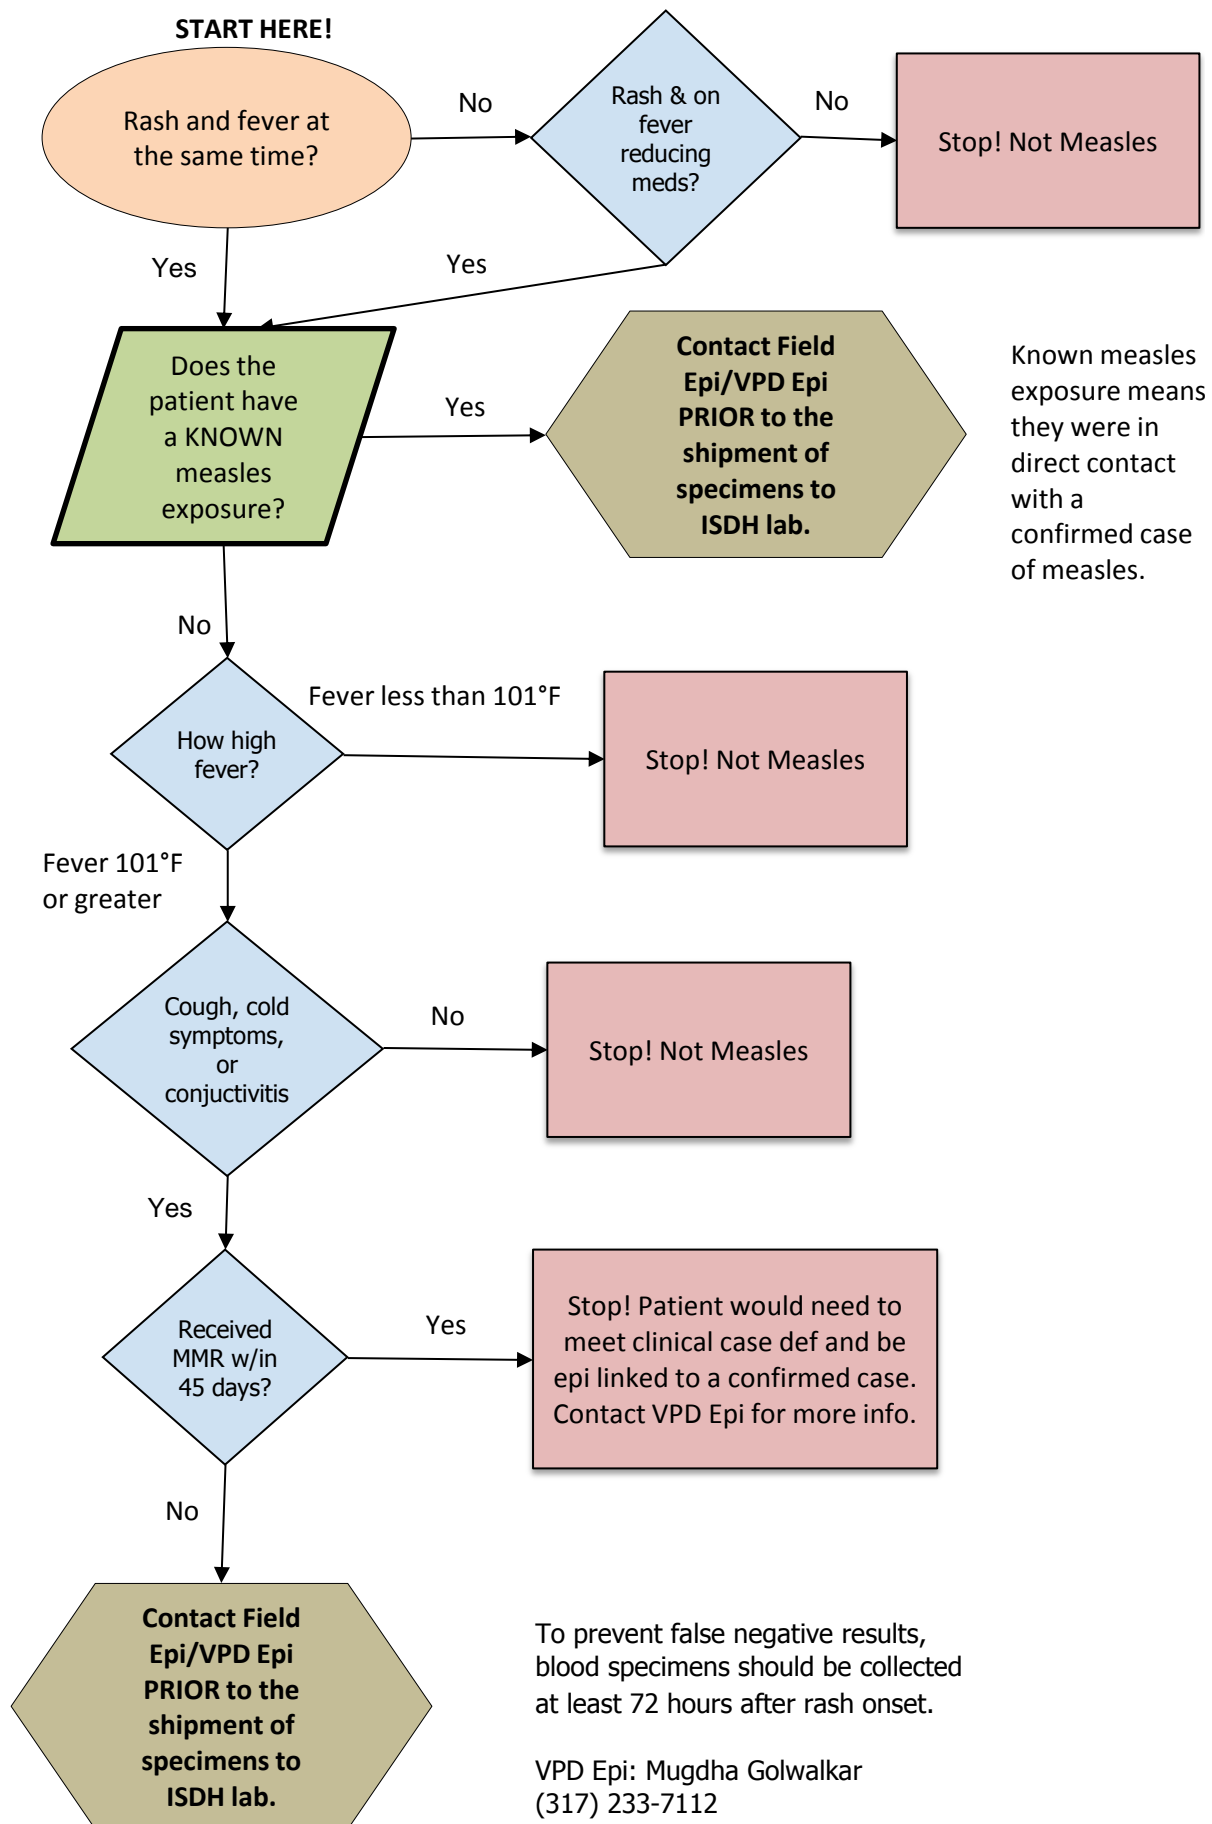 START HERE!
Rash and fever at
the same time?
No
Rash & on
fever
reducing
meds?
No
Stop! Not Measles
Yes
Yes
Does the
patient have
a KNOWN
measles
exposure?
Yes
Contact Field
Epi/VPD Epi
PRIOR to the
shipment of
specimens to
ISDH lab.
Known measles
exposure means
they were in
direct contact
with a
confirmed case
of measles.
No
How high
fever?
Fever less than 101°F
Stop! Not Measles
Fever 101°F
or greater
Cough, cold
symptoms,
or
conjuctivitis
No
Stop! Not Measles
Yes
Received
MMR w/in
45 days?
Yes
Stop! Patient would need to
meet clinical case def and be
epi linked to a confirmed case.
Contact VPD Epi for more info.
No
Contact Field
Epi/VPD Epi
PRIOR to the
shipment of
specimens to
ISDH lab.
To prevent false negative results,
blood specimens should be collected
at least 72 hours after rash onset.
VPD Epi: Mugdha Golwalkar
(317) 233-7112